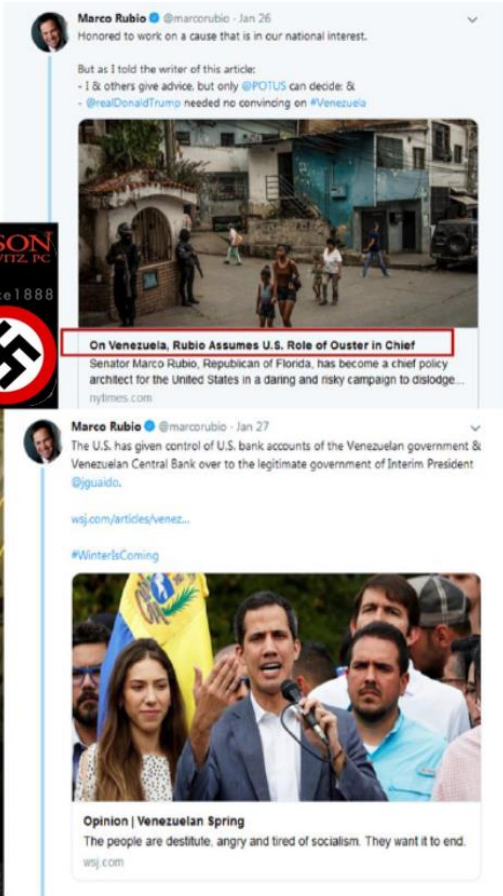 Marco Rubio @marcorubio · Jan 26
Honored to work on a cause that is in our national interest.
But as I told the writer of this article:
- I & others give advice, but only @POTUS can decide; &
- @realDonaldTrump needed no convincing on #Venezuela
SON
ITZ, PC
ce1888
On Venezuela, Rubio Assumes U.S. Role of Ouster in Chief
Senator Marco Rubio, Republican of Florida, has become a chief policy
architect for the United States in a daring and risky campaign to dislodge...
nytimes.com
Marco Rubio @marcorubio · Jan 27
The U.S. has given control of U.S. bank accounts of the Venezuelan government &
Venezuelan Central Bank over to the legitimate government of Interim President
@jguaido.
wsj.com/articles/venez...
#WinterIsComing
Opinion | Venezuelan Spring
The people are destitute, angry and tired of socialism. They want it to end.
wsj.com